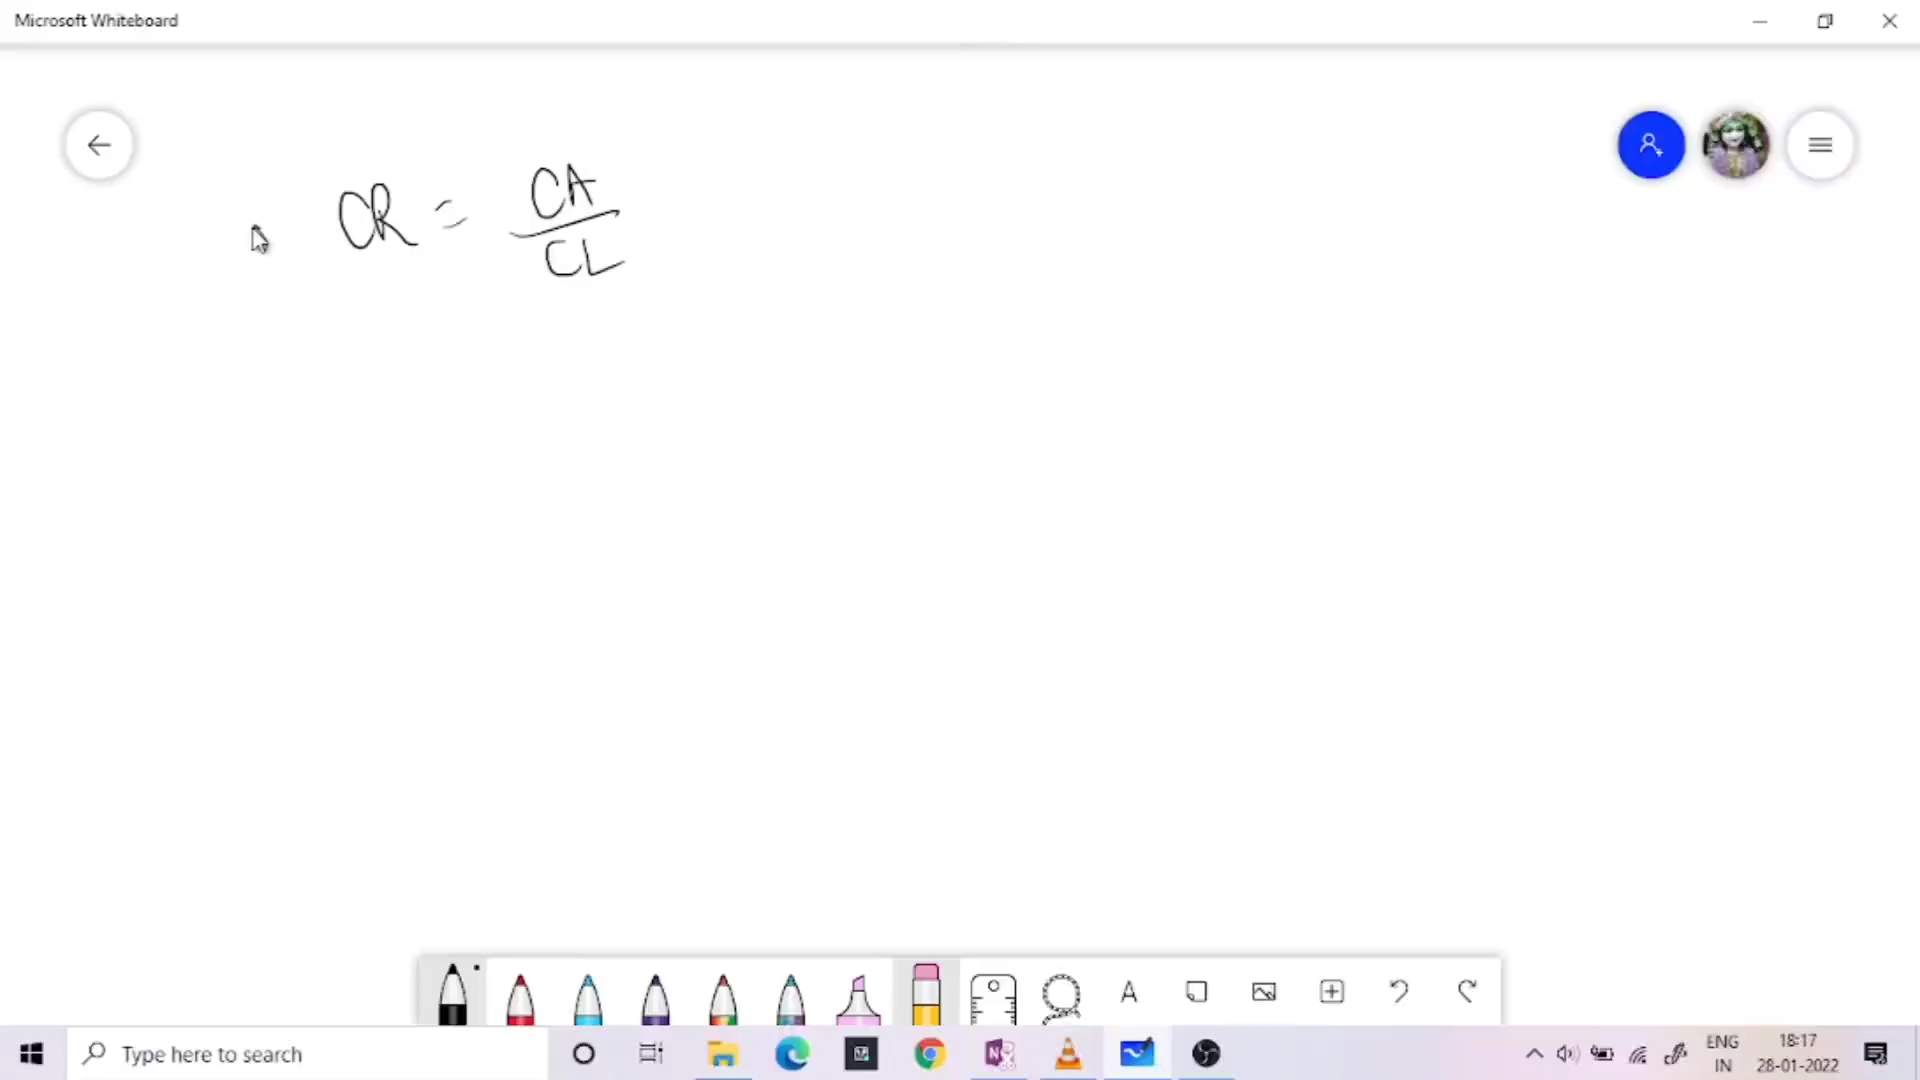 Microsoft Whiteboard
CR = CA / CL
A
Type here to search
ENG
IN
18:17
28-01-2022